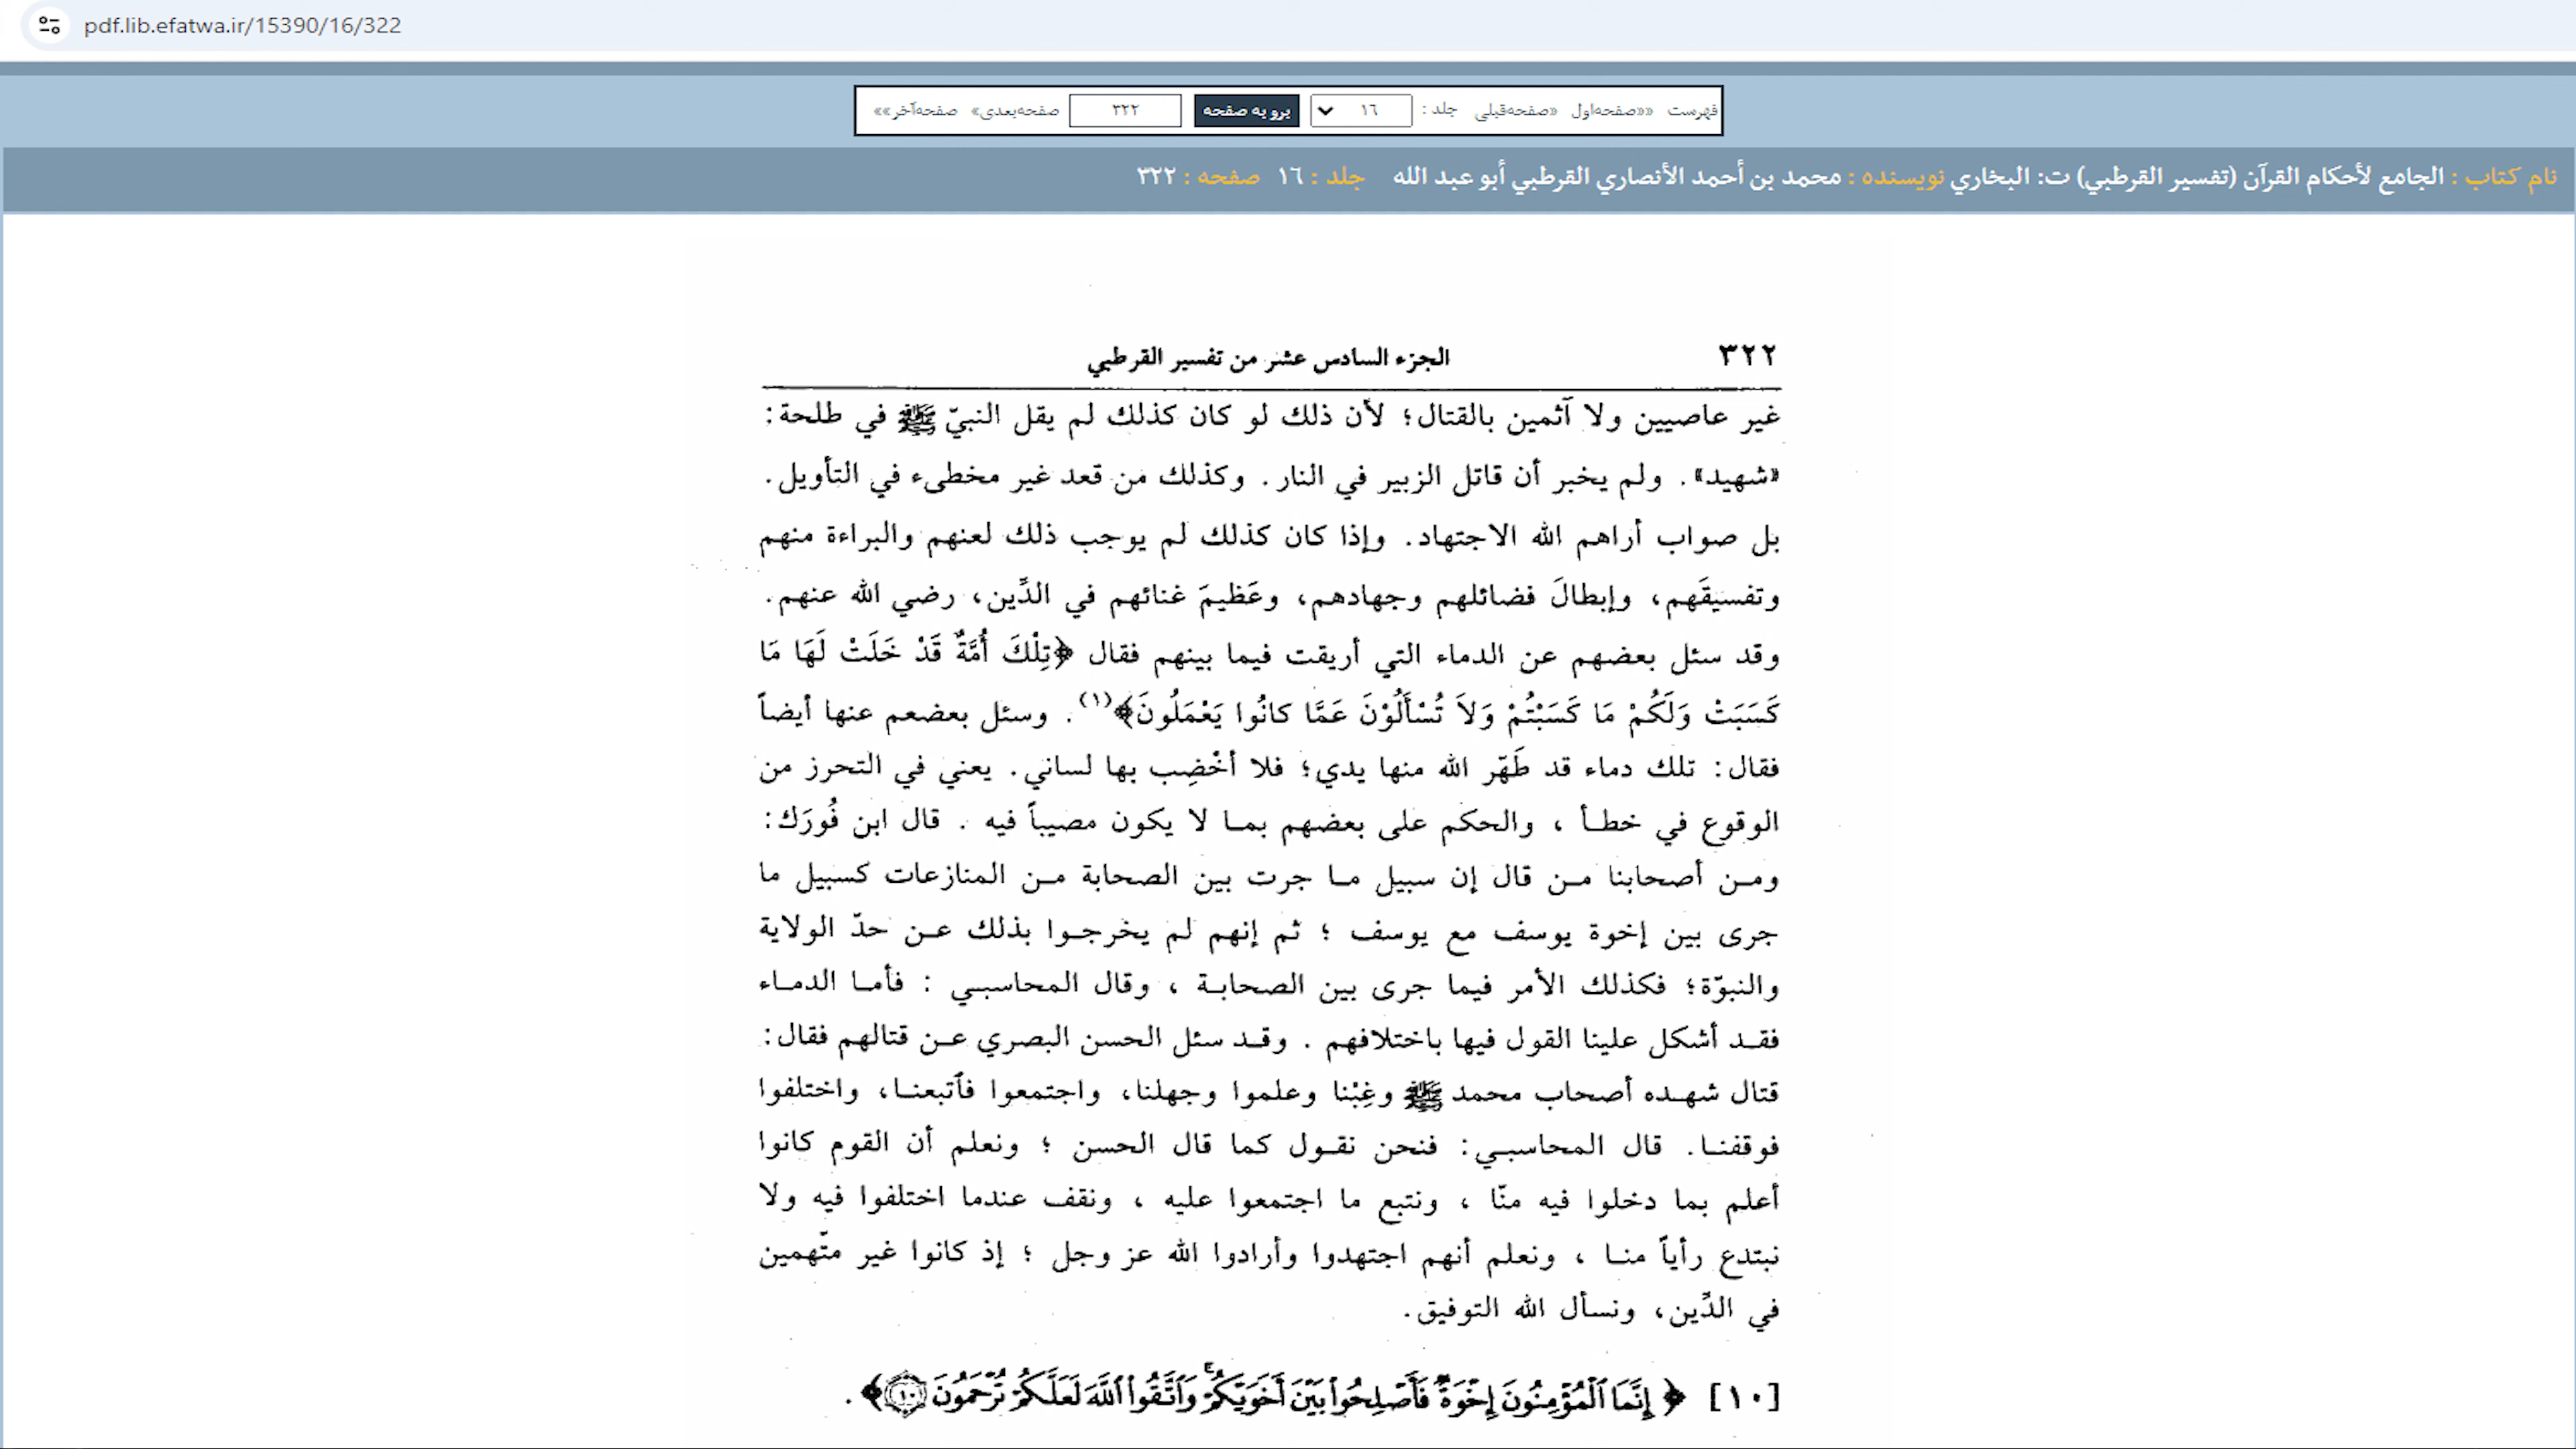 pdf.lib.efatwa.ir/15390/16/322
فهرست ««صفحه‌اول «صفحه‌قبلی جلد : ١٦ برو به صفحه ٣٢٢ صفحه‌بعدی» صفحه‌آخر»»
نام کتاب : الجامع لأحكام القرآن (تفسير القرطبي) ت: البخاري نویسنده : محمد بن أحمد الأنصاري القرطبي أبو عبد الله جلد : ١٦ صفحه : ٣٢٢
٣٢٢ الجزء السادس عشر من تفسير القرطبي
غير عاصيين ولا آثمين بالقتال؛ لأن ذلك لو كان كذلك لم يقل النبيّ ﷺ في طلحة:
«شهيد». ولم يخبر أن قاتل الزبير في النار. وكذلك من قعد غير مخطىء في التأويل.
بل صواب أراهم الله الاجتهاد. وإذا كان كذلك لم يوجب ذلك لعنهم والبراءة منهم
وتفسيقَهم، وإبطالَ فضائلهم وجهادهم، وعَظيمَ غنائهم في الدِّين، رضي الله عنهم.
وقد سئل بعضهم عن الدماء التي أريقت فيما بينهم فقال ﴿تِلْكَ أُمَّةٌ قَدْ خَلَتْ لَهَا مَا
كَسَبَتْ وَلَكُمْ مَا كَسَبْتُمْ وَلاَ تُسْأَلُوْنَ عَمَّا كانُوا يَعْمَلُونَ﴾(١). وسئل بعضعم عنها أيضاً
فقال: تلك دماء قد طَهّر الله منها يدي؛ فلا أخْضِب بها لساني. يعني في التحرز من
الوقوع في خطأ ، والحكم على بعضهم بما لا يكون مصيباً فيه . قال ابن فُورَك:
ومن أصحابنا من قال إن سبيل ما جرت بين الصحابة من المنازعات كسبيل ما
جرى بين إخوة يوسف مع يوسف ؛ ثم إنهم لم يخرجوا بذلك عن حدّ الولاية
والنبوّة؛ فكذلك الأمر فيما جرى بين الصحابة ، وقال المحاسبي : فأما الدماء
فقد أشكل علينا القول فيها باختلافهم . وقد سئل الحسن البصري عن قتالهم فقال:
قتال شهده أصحاب محمد ﷺ وغِبْنا وعلموا وجهلنا، واجتمعوا فأتبعنا، واختلفوا
فوقفنا. قال المحاسبي: فنحن نقول كما قال الحسن ؛ ونعلم أن القوم كانوا
أعلم بما دخلوا فيه منّا ، ونتبع ما اجتمعوا عليه ، ونقف عندما اختلفوا فيه ولا
نبتدع رأياً منا ، ونعلم أنهم اجتهدوا وأرادوا الله عز وجل ؛ إذ كانوا غير متّهمين
في الدِّين، ونسأل الله التوفيق.
[١٠] ﴿ إِنَّمَا ٱلْمُؤْمِنُونَ إِخْوَةٌ فَأَصْلِحُوا۟ بَيْنَ أَخَوَيْكُمْ ۚ وَٱتَّقُوا۟ ٱللَّهَ لَعَلَّكُمْ تُرْحَمُونَ ١٠ ﴾ .